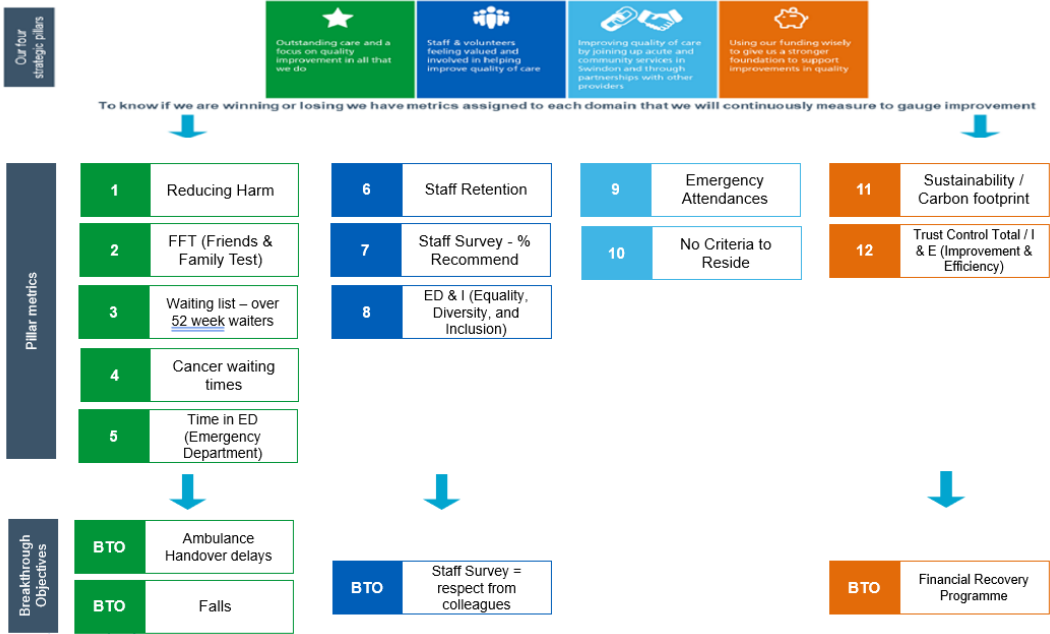 Our four
strategic pillars
Outstanding care and a
focus on quality
improvement in all that
we do
Staff & volunteers
feeling valued and
involved in helping
improve quality of care
Improving quality of care
by joining up acute and
community services in
Swindon and through
partnerships with other
providers
Using our funding wisely
to give us a stronger
foundation to support
improvements in quality
To know if we are winning or losing we have metrics assigned to each domain that we will continuously measure to gauge improvement
Pillar metrics
1
Reducing Harm
2
FFT (Friends &
Family Test)
3
Waiting list – over
52 week waiters
4
Cancer waiting
times
5
Time in ED
(Emergency
Department)
6
Staff Retention
7
Staff Survey - %
Recommend
8
ED & I (Equality,
Diversity, and
Inclusion)
9
Emergency
Attendances
10
No Criteria to
Reside
11
Sustainability /
Carbon footprint
12
Trust Control Total / I
& E (Improvement &
Efficiency)
Breakthrough
Objectives
BTO
Ambulance
Handover delays
BTO
Falls
BTO
Staff Survey =
respect from
colleagues
BTO
Financial Recovery
Programme